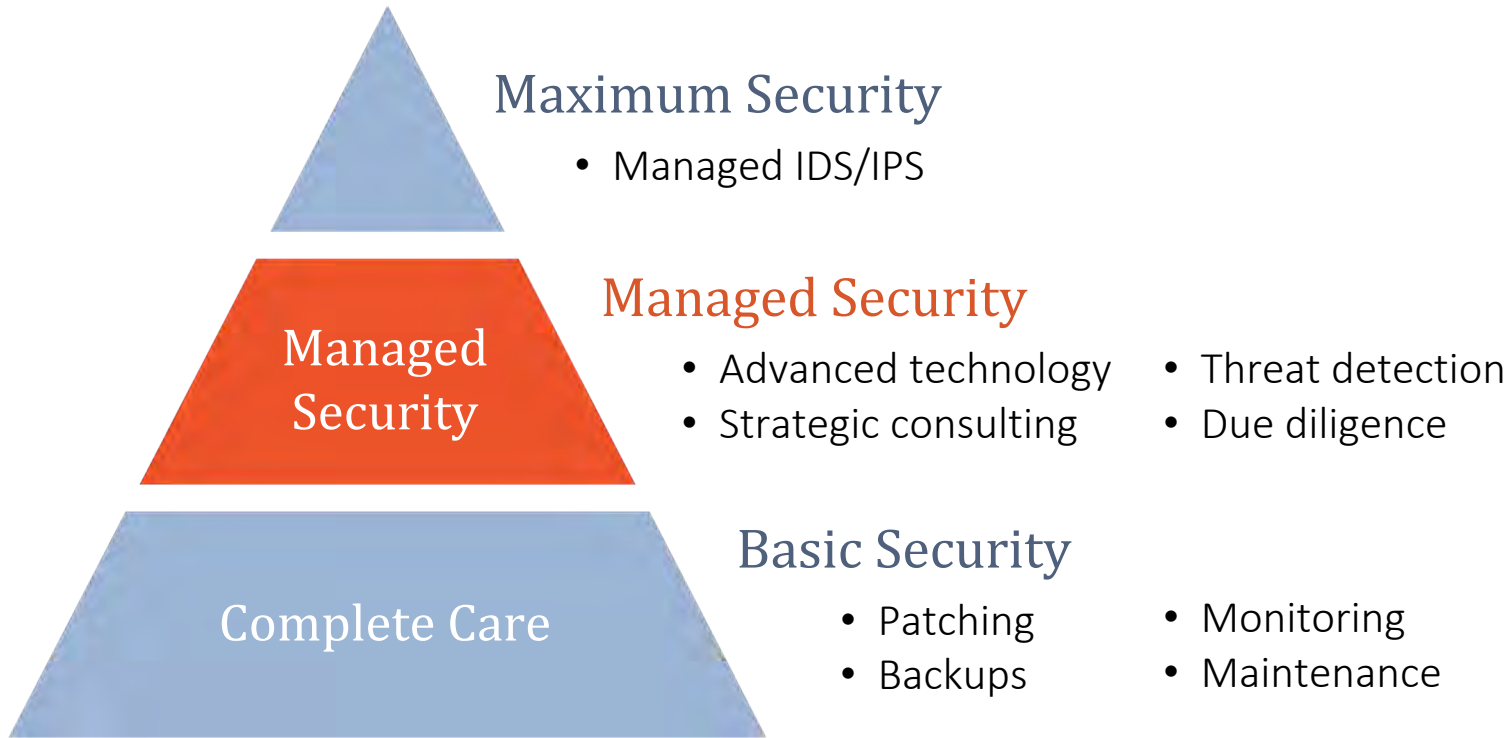 Maximum Security
• Managed IDS/IPS
Managed
Security
Managed Security
• Advanced technology
• Strategic consulting
• Threat detection
• Due diligence
Complete Care
Basic Security
• Patching
• Backups
• Monitoring
• Maintenance